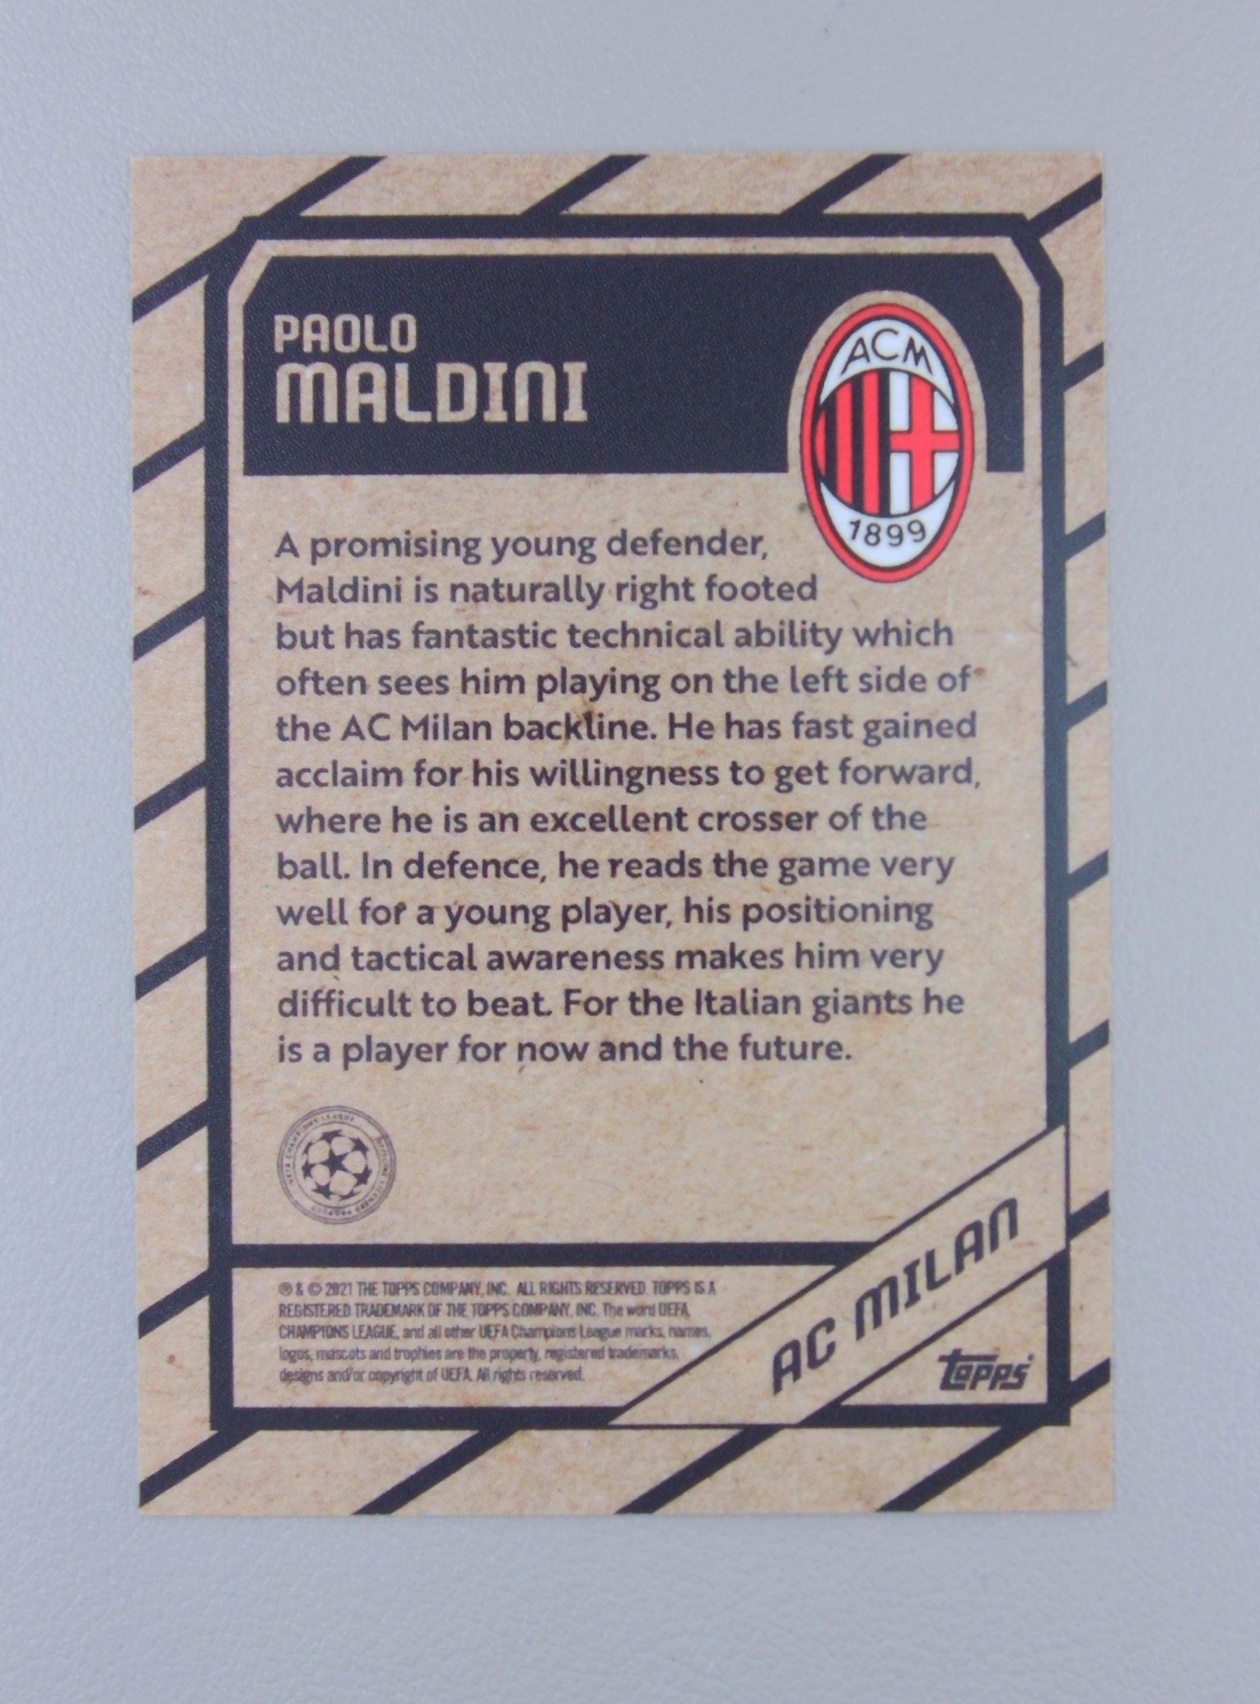 PAOLO
MALDINI
ACM
1899
A promising young defender,
Maldini is naturally right footed
but has fantastic technical ability which
often sees him playing on the left side of
the AC Milan backline. He has fast gained
acclaim for his willingness to get forward,
where he is an excellent crosser of the
ball. In defence, he reads the game very
well for a young player, his positioning
and tactical awareness makes him very
difficult to beat. For the Italian giants he
is a player for now and the future.
® & © 2021 THE TOPPS COMPANY, INC. ALL RIGHTS RESERVED. TOPPS IS A
REGISTERED TRADEMARK OF THE TOPPS COMPANY, INC. The word UEFA,
CHAMPIONS LEAGUE, and all other UEFA Champions League marks, names,
logos, mascots and trophies are the property, registered trademarks,
designs and/or copyright of UEFA. All rights reserved.
AC MILAN
topps